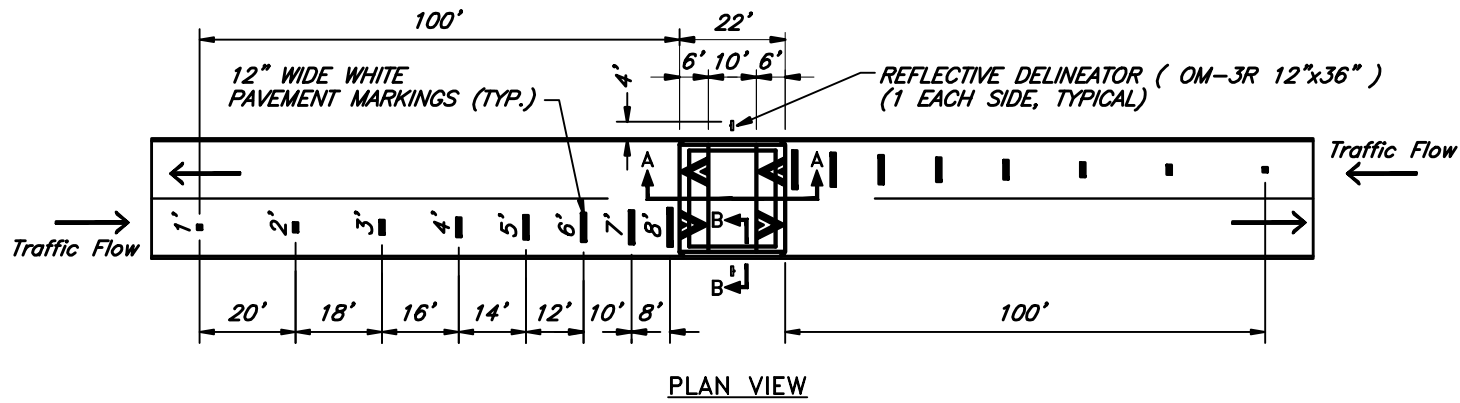 100' 22'
6' 10' 6'
4'
12" WIDE WHITE
PAVEMENT MARKINGS (TYP.)
REFLECTIVE DELINEATOR ( OM-3R 12"x36" )
(1 EACH SIDE, TYPICAL)
A A
Traffic Flow
1' 2' 3' 4' 5' 6' 7' 8'
B
Traffic Flow
B
20' 18' 16' 14' 12' 10' 8' 100'
PLAN VIEW